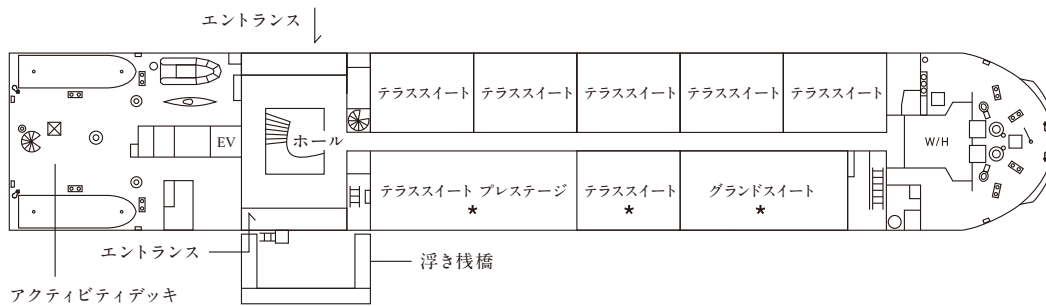 エントランス
テラススイート
テラススイート
テラススイート
テラススイート
テラススイート
EV
ホール
W/H
テラススイート プレステージ
*
テラススイート
*
グランドスイート
*
エントランス
浮き桟橋
アクティビティデッキ